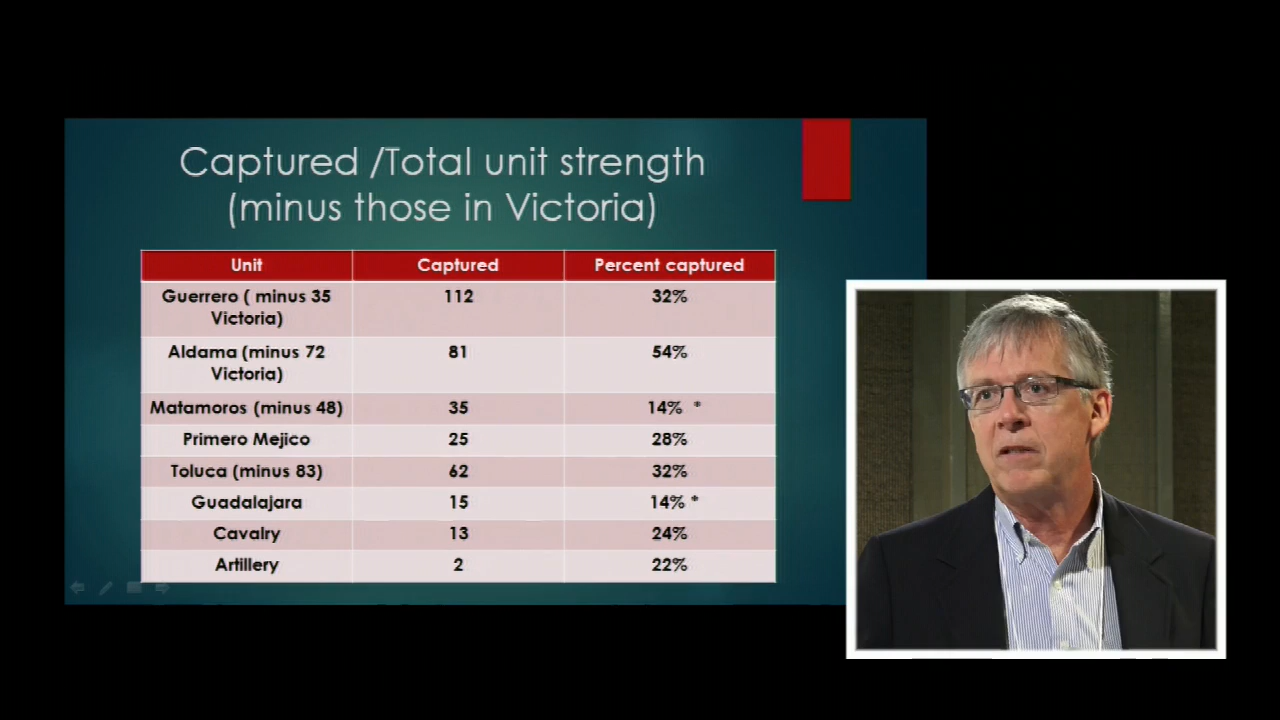 Captured /Total unit strength
(minus those in Victoria)
Unit Captured Percent captured
Guerrero ( minus 35 112 32%
Victoria)
Aldama (minus 72 81 54%
Victoria)
Matamoros (minus 48) 35 14% *
Primero Mejico 25 28%
Toluca (minus 83) 62 32%
Guadalajara 15 14% *
Cavalry 13 24%
Artillery 2 22%